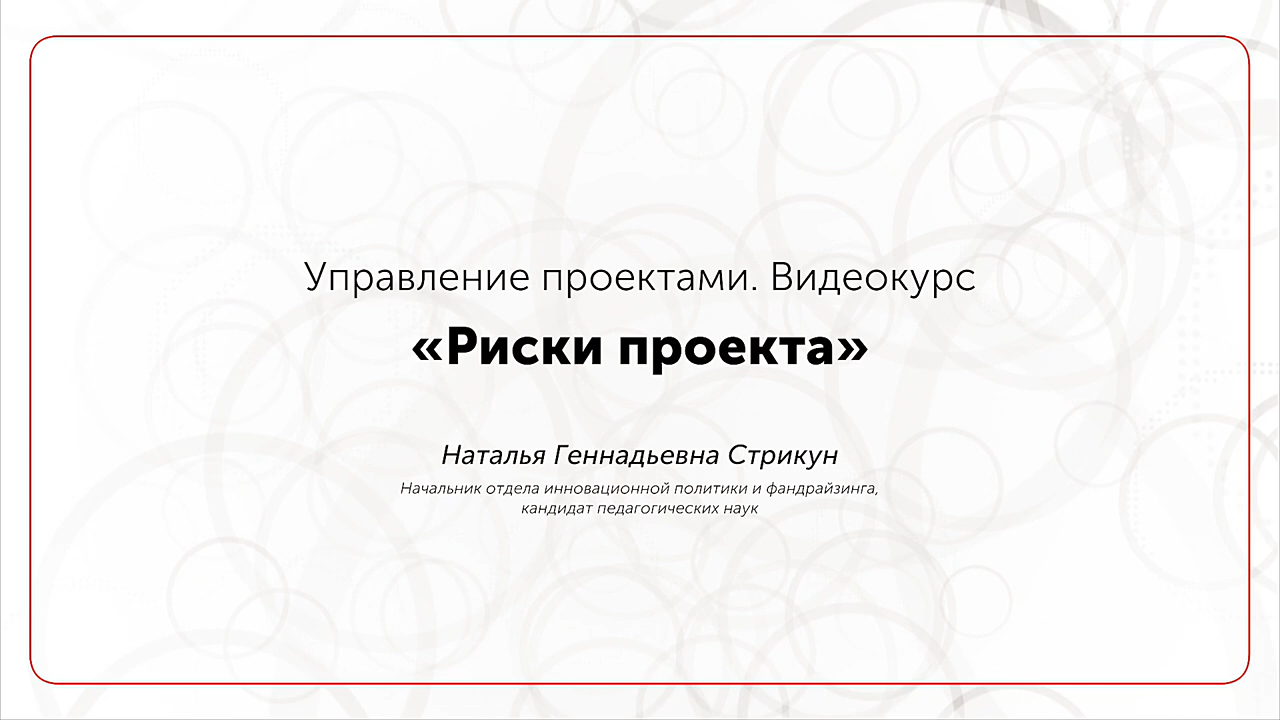 Управление проектами. Видеокурс
«Риски проекта»
Наталья Геннадьевна Стрикун
Начальник отдела инновационной политики и фандрайзинга,
кандидат педагогических наук